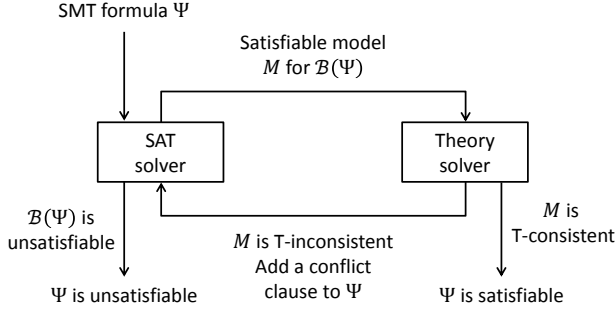 SMT formula Ψ
Satisfiable model
M for ℬ(Ψ)
SAT
solver
Theory
solver
ℬ(Ψ) is
unsatisfiable
M is T-inconsistent
Add a conflict
clause to Ψ
M is
T-consistent
Ψ is unsatisfiable
Ψ is satisfiable